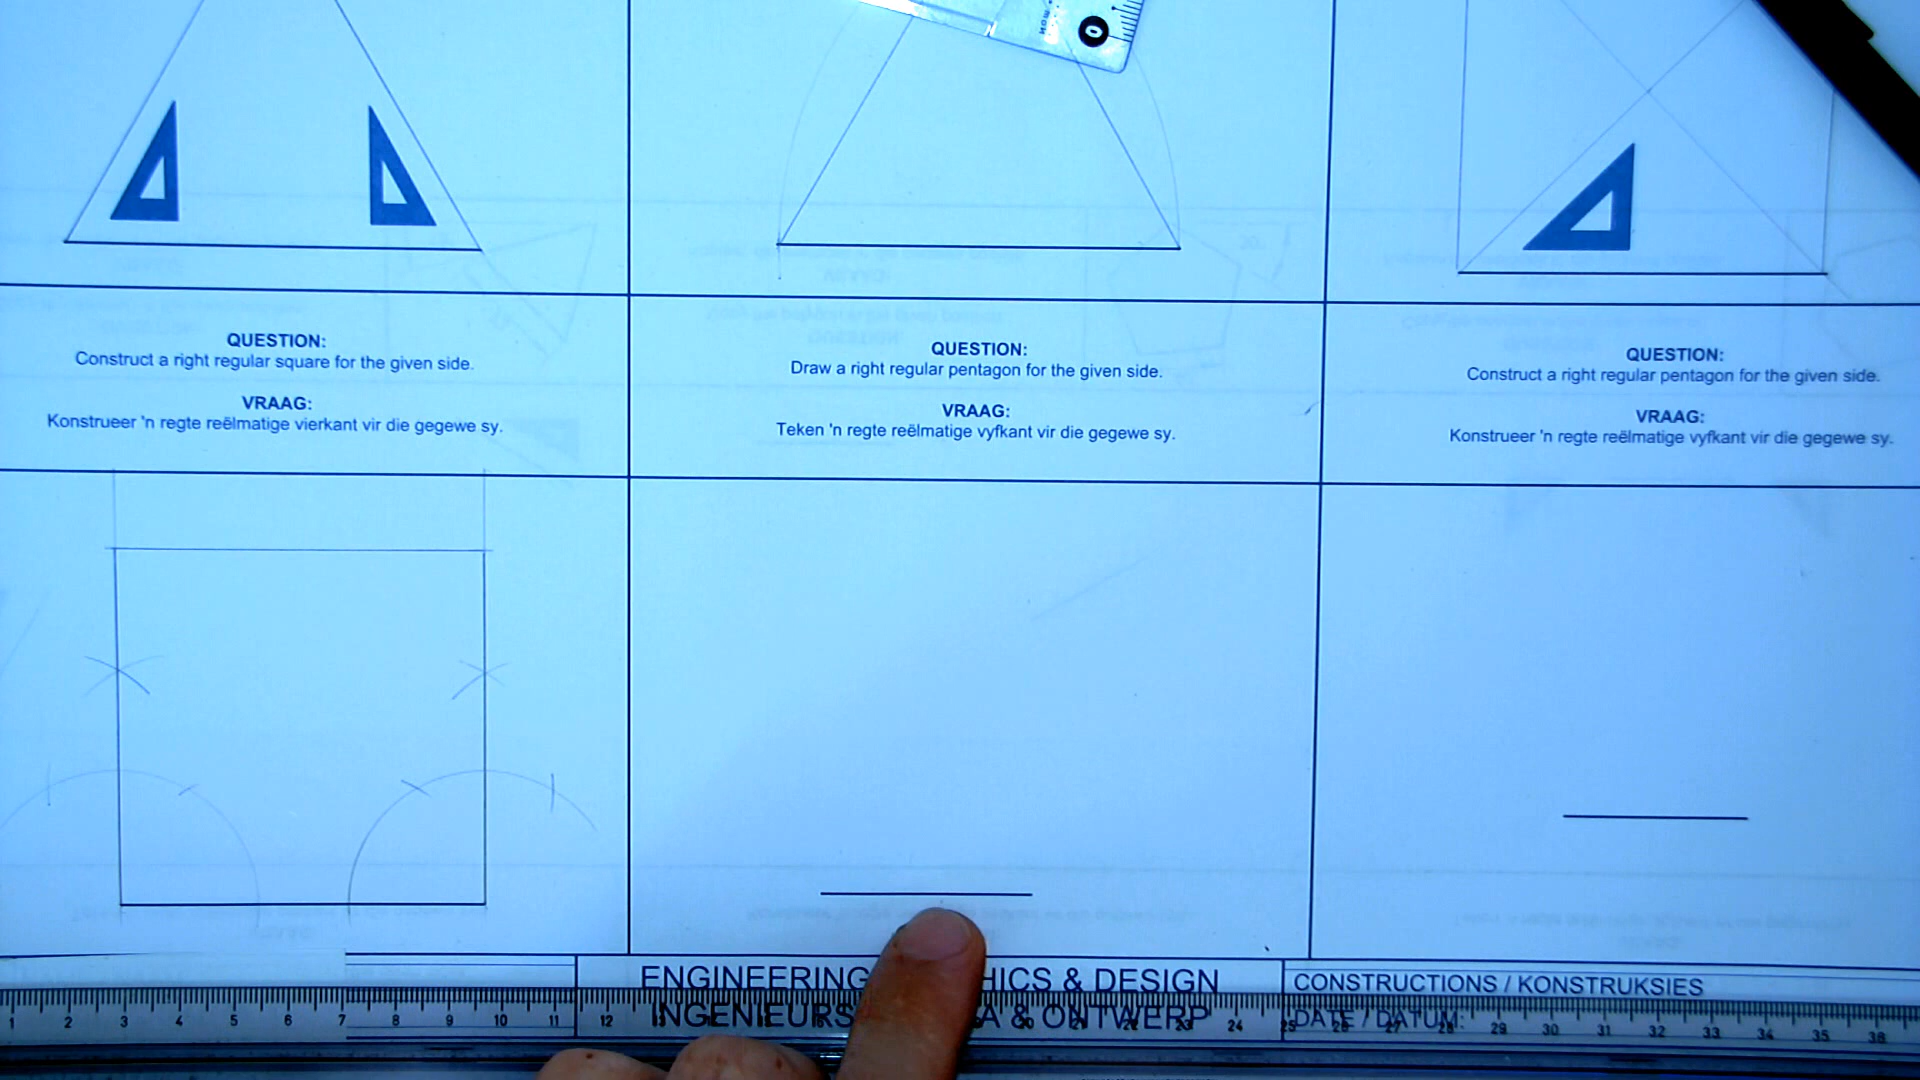 0
QUESTION:
Construct a right regular square for the given side.
VRAAG:
Konstrueer 'n regte reëlmatige vierkant vir die gegewe sy.
QUESTION:
Draw a right regular pentagon for the given side.
VRAAG:
Teken 'n regte reëlmatige vyfkant vir die gegewe sy.
QUESTION:
Construct a right regular pentagon for the given side.
VRAAG:
Konstrueer 'n regte reëlmatige vyfkant vir die gegewe sy.
ENGINEERING & DESIGN
& ONTWERP
CONSTRUCTIONS / KONSTRUKSIES
DATE / DATUM:
1 2 3 4 5 6 7 8 9 10 11 12 24 29 30 31 32 33 34 35 36